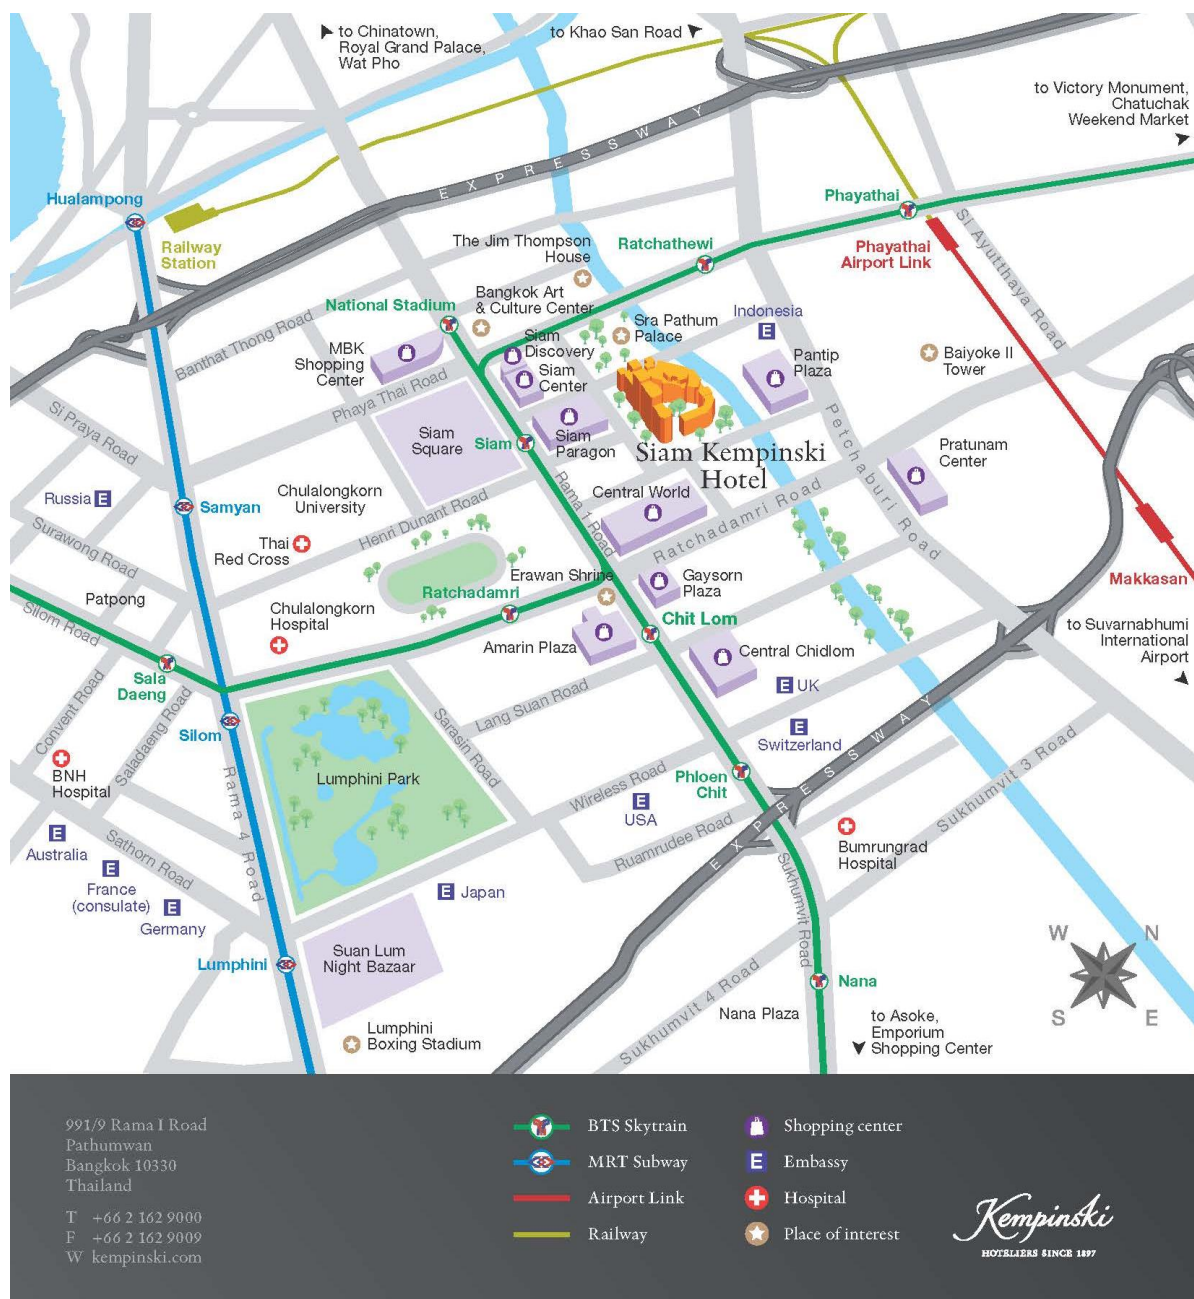 to Chinatown,
Royal Grand Palace,
Wat Pho
to Khao San Road
to Victory Monument,
Chatuchak
Weekend Market
EXPRESSWAY
Hualampong
Railway
Station
Phayathai
Phayathai
Airport Link
Si Ayutthaya Road
The Jim Thompson
House
Ratchathewi
National Stadium
Bangkok Art
& Culture Center
Sra Pathum
Palace
Indonesia
E
Banthat Thong Road
MBK
Shopping
Center
Siam
Discovery
Siam
Center
Pantip
Plaza
Baiyoke II
Tower
Phaya Thai Road
Si Praya Road
Siam
Square
Siam
Siam
Paragon
Siam Kempinski
Hotel
Petchaburi Road
Pratunam
Center
Russia E
Samyan
Chulalongkorn
University
Henri Dunant Road
Rama 1 Road
Central World
Ratchadamri Road
Surawong Road
Thai
Red Cross
Erawan Shrine
Gaysorn
Plaza
Makkasan
Patpong
Ratchadamri
Silom Road
Chulalongkorn
Hospital
Amarin Plaza
Chit Lom
Central Chidlom
to Suvarnabhumi
International
Airport
Sala
Daeng
E UK
Convent Road
Saladaeng Road
Silom
Lang Suan Road
Sarasin Road
E
Switzerland
EXPRESSWAY
BNH
Hospital
Rama 4 Road
Lumphini Park
Wireless Road
Phloen
Chit
Sukhumvit 3 Road
E
USA
Ruamrudee Road
E
Australia
Sathorn Road
Bumrungrad
Hospital
E
France
(consulate)
E
Germany
E Japan
Sukhumvit Road
Lumphini
Suan Lum
Night Bazaar
Sukhumvit 4 Road
Nana
Nana Plaza
to Asoke,
Emporium
Shopping Center
Lumphini
Boxing Stadium
W N
S E
991/9 Rama I Road
Pathumwan
Bangkok 10330
Thailand
T +66 2 162 9000
F +66 2 162 9009
W kempinski.com
BTS Skytrain
MRT Subway
Airport Link
Railway
Shopping center
E Embassy
Hospital
Place of interest
Kempinski
HOTELIERS SINCE 1897